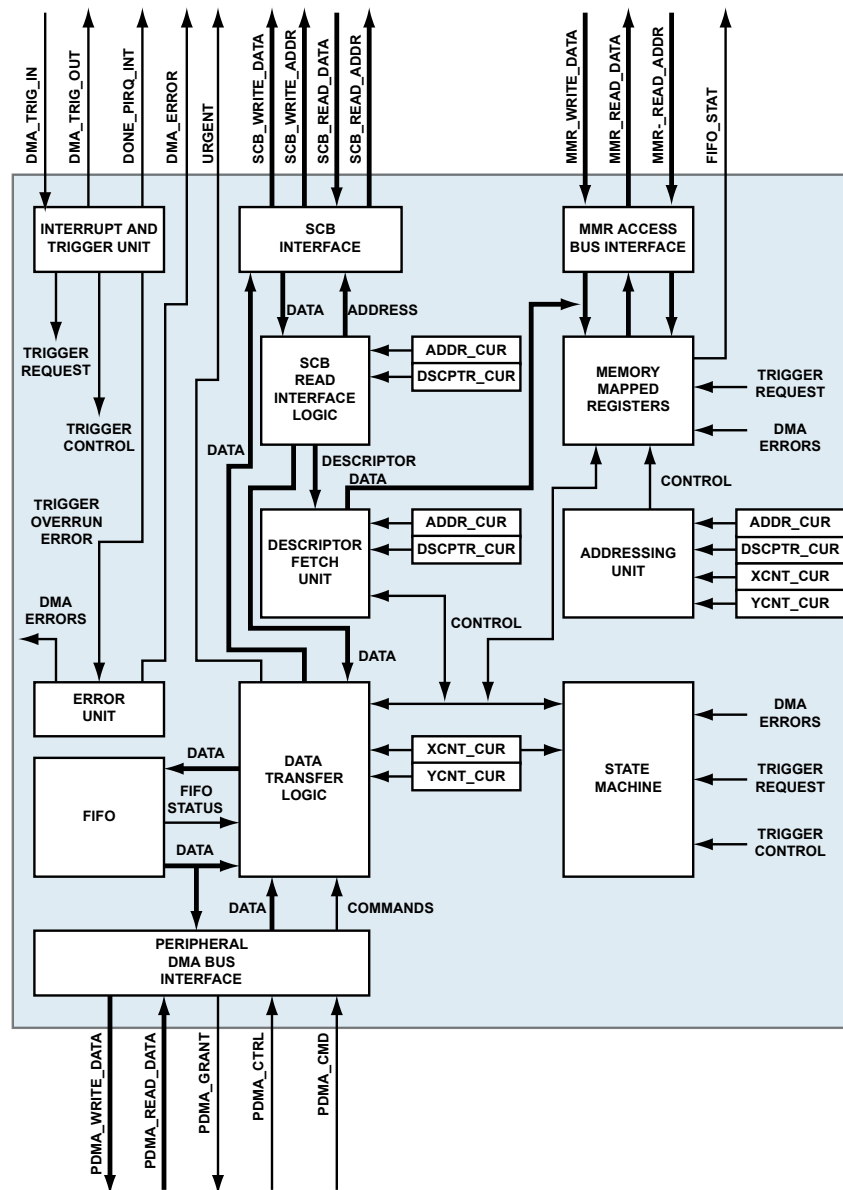 DMA_TRIG_IN
DMA_TRIG_OUT
DONE_PIRQ_INT
DMA_ERROR
URGENT
SCB_WRITE_DATA
SCB_WRITE_ADDR
SCB_READ_DATA
SCB_READ_ADDR
MMR_WRITE_DATA
MMR_READ_DATA
MMR-_READ_ADDR
FIFO_STAT
INTERRUPT AND
TRIGGER UNIT
SCB
INTERFACE
MMR ACCESS
BUS INTERFACE
DATA
ADDRESS
TRIGGER
REQUEST
SCB
READ
INTERFACE
LOGIC
ADDR_CUR
DSCPTR_CUR
MEMORY
MAPPED
REGISTERS
TRIGGER
REQUEST
DMA
ERRORS
TRIGGER
CONTROL
DATA
DESCRIPTOR
DATA
CONTROL
TRIGGER
OVERRUN
ERROR
DESCRIPTOR
FETCH
UNIT
ADDR_CUR
DSCPTR_CUR
ADDRESSING
UNIT
ADDR_CUR
DSCPTR_CUR
XCNT_CUR
YCNT_CUR
DMA
ERRORS
CONTROL
DATA
ERROR
UNIT
DATA
TRANSFER
LOGIC
XCNT_CUR
YCNT_CUR
STATE
MACHINE
DMA
ERRORS
TRIGGER
REQUEST
TRIGGER
CONTROL
DATA
FIFO
FIFO
STATUS
DATA
DATA
COMMANDS
PERIPHERAL
DMA BUS
INTERFACE
PDMA_WRITE_DATA
PDMA_READ_DATA
PDMA_GRANT
PDMA_CTRL
PDMA_CMD